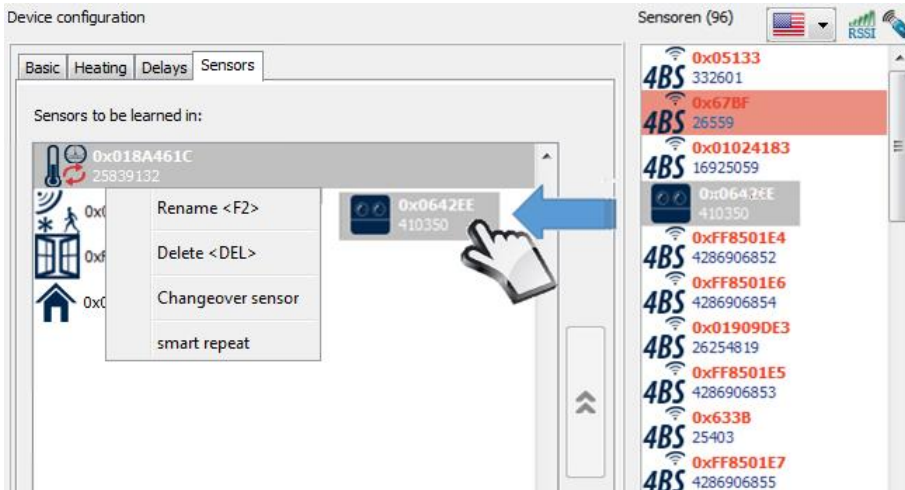 Device configuration
Sensoren (96)
RSSI
Basic Heating Delays Sensors
Sensors to be learned in:
0x018A461C
25839132
Rename <F2>
Delete <DEL>
Changeover sensor
smart repeat
0x0642EE
410350
0x05133
4BS 332601
0x67BF
4BS 26559
0x01024183
4BS 16925059
410350
0xFF8501E4
4BS 4286906852
0xFF8501E6
4BS 4286906854
0x01909DE3
4BS 26254819
0xFF8501E5
4BS 4286906853
0x633B
4BS 25403
0xFF8501E7
4BS 4286906855